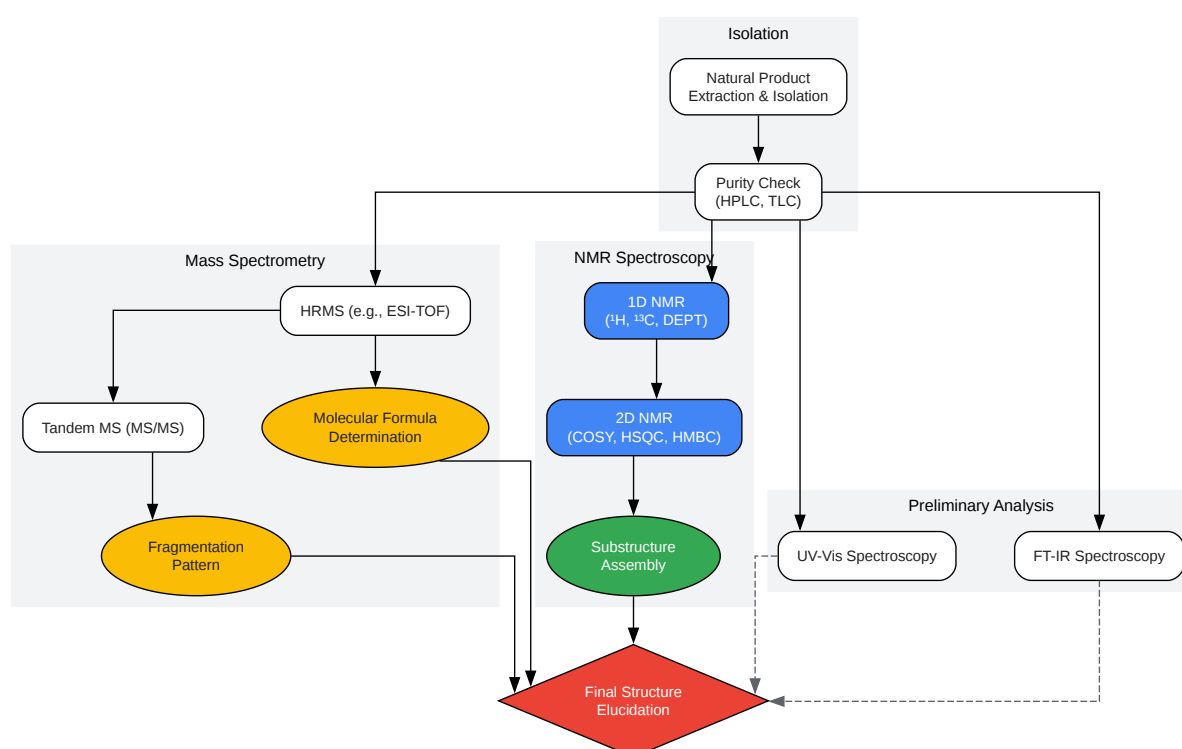 Isolation
Natural Product
Extraction & Isolation
Purity Check
(HPLC, TLC)
Mass Spectrometry
HRMS (e.g., ESI-TOF)
Tandem MS (MS/MS)
Molecular Formula
Determination
Fragmentation
Pattern
NMR Spectroscopy
1D NMR
(¹H, ¹³C, DEPT)
2D NMR
(COSY, HSQC, HMBC)
Substructure
Assembly
Preliminary Analysis
UV-Vis Spectroscopy
FT-IR Spectroscopy
Final Structure
Elucidation